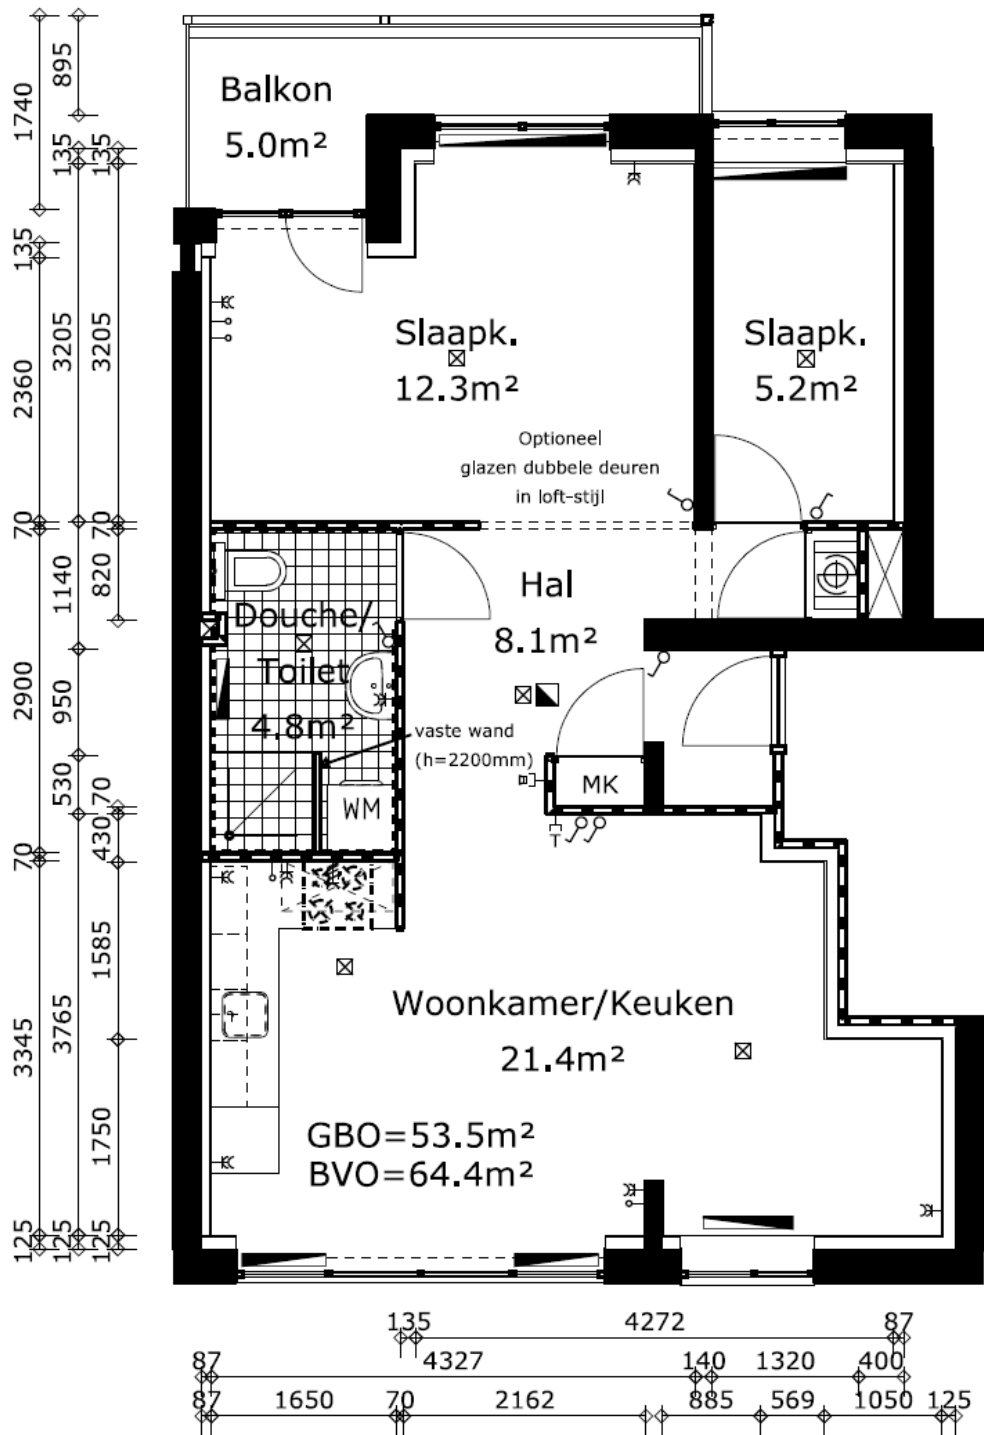 Balkon
5.0m²
Slaapk.
12.3m²
Slaapk.
5.2m²
Optioneel
glazen dubbele deuren
in loft-stijl
Hal
8.1m²
Douche/
Toilet
4.8m²
vaste wand
(h=2200mm)
WM
MK
Woonkamer/Keuken
21.4m²
GBO=53.5m²
BVO=64.4m²
1740
135
2360
70
2900
70
3345
125
895
135
3205
70
1140
950
530
3765
125
135
3205
70
820
70
430
1585
1750
125
135 4272 87
87 4327 140 1320 400
87 1650 70 2162 885 569 1050 125